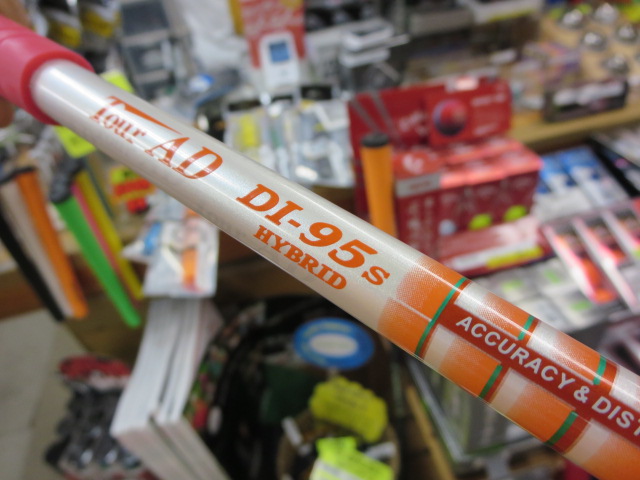 Tour AD DI-95s
HYBRID
ACCURACY & DIST